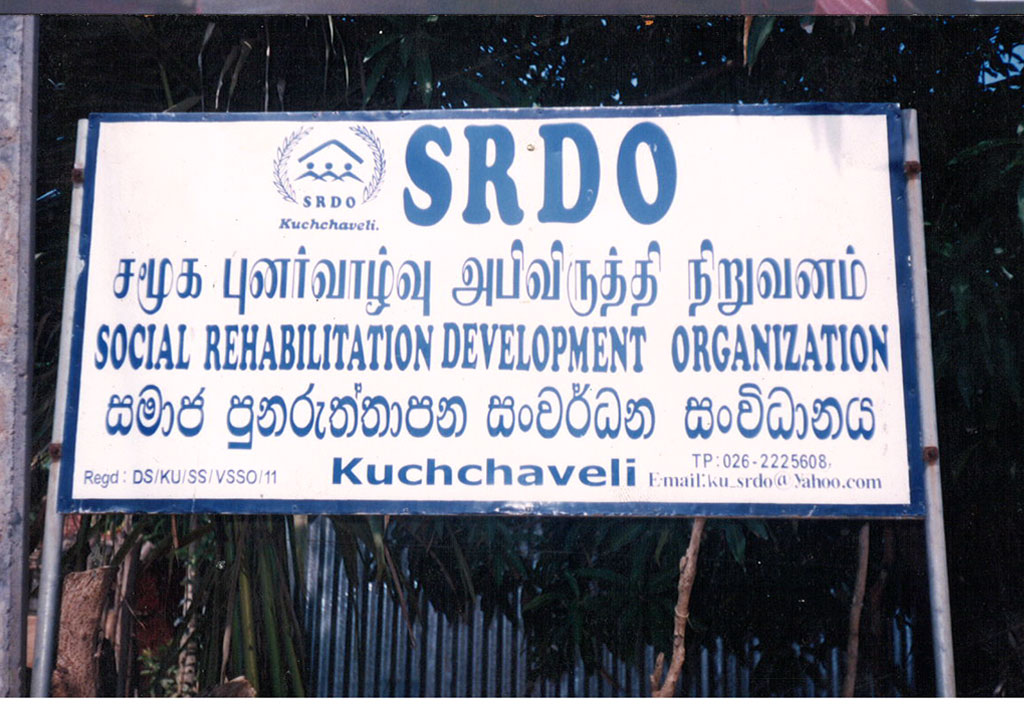 SRDO
Kuchchaveli.
SRDO
சமூக புனர்வாழ்வு அபிவிருத்தி நிறுவனம்
SOCIAL REHABILITATION DEVELOPMENT ORGANIZATION
සමාජ පුනරුත්තාපන සංවර්ධන සංවිධානය
Regd : DS/KU/SS/VSSO/11
Kuchchaveli
TP:026-2225608,
Email:ku_srdo@Yahoo.com